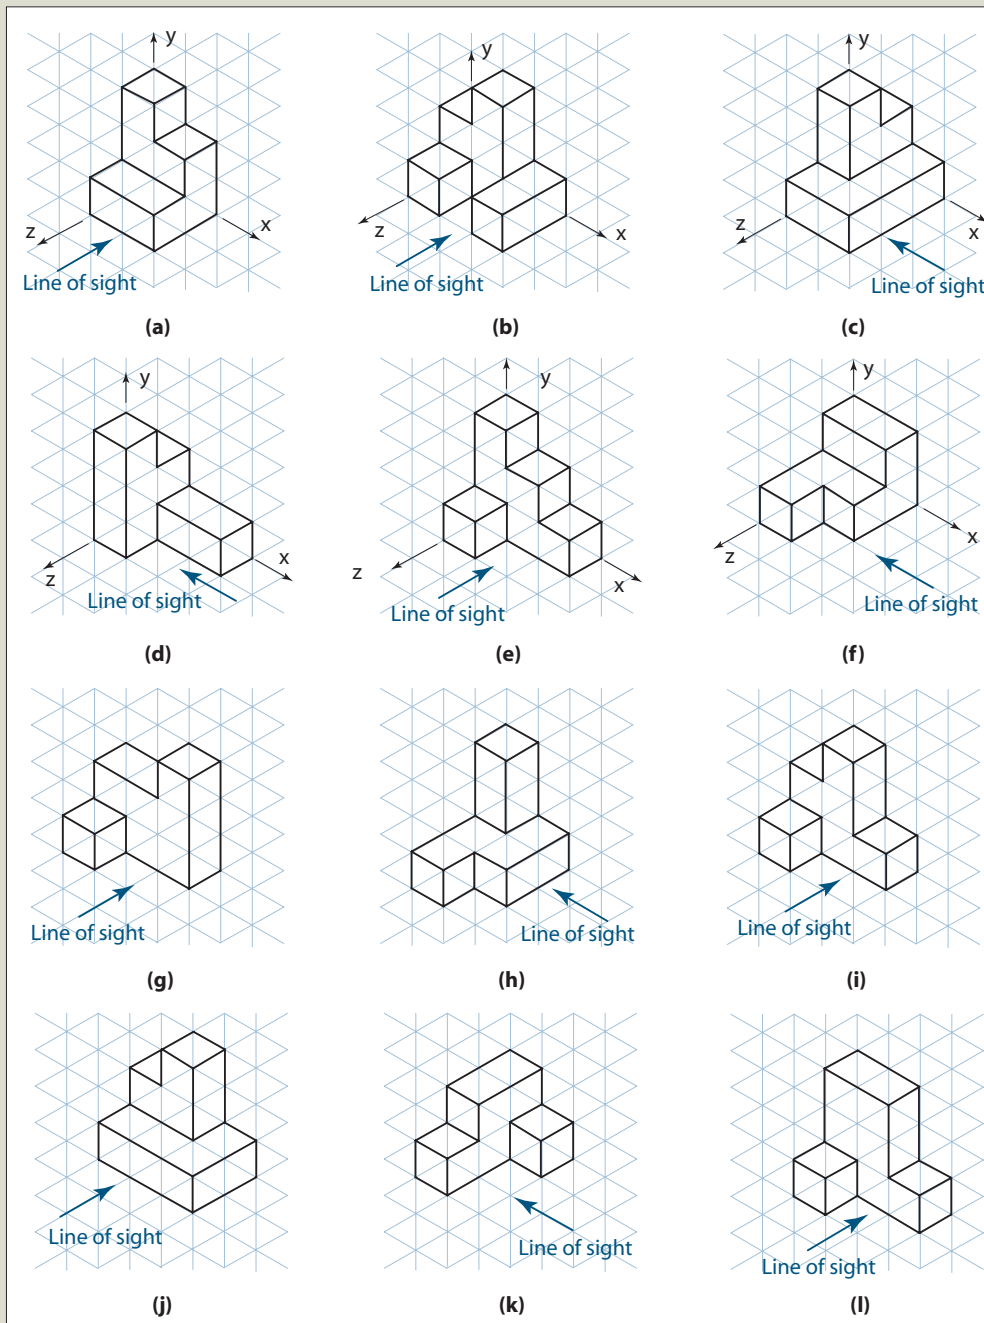 y
z
x
Line of sight
(a)
y
z
x
Line of sight
(b)
y
z
x
Line of sight
(c)
y
z
x
Line of sight
(d)
y
z
x
Line of sight
(e)
y
z
x
Line of sight
(f)
Line of sight
(g)
Line of sight
(h)
Line of sight
(i)
Line of sight
(j)
Line of sight
(k)
Line of sight
(l)